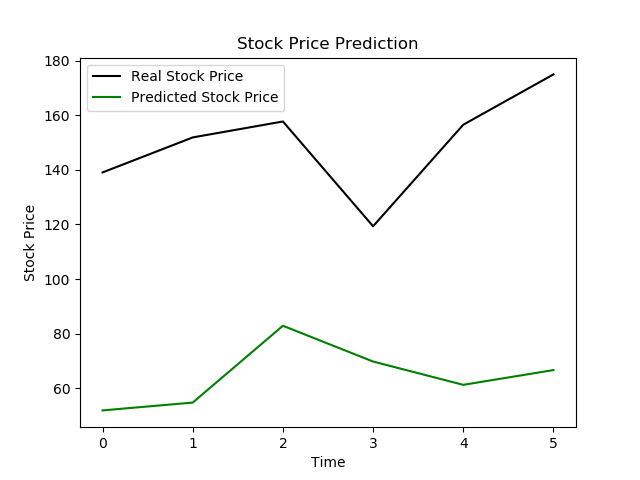 Stock Price Prediction
Real Stock Price
Predicted Stock Price
Stock Price
180
160
140
120
100
80
60
0 1 2 3 4 5
Time